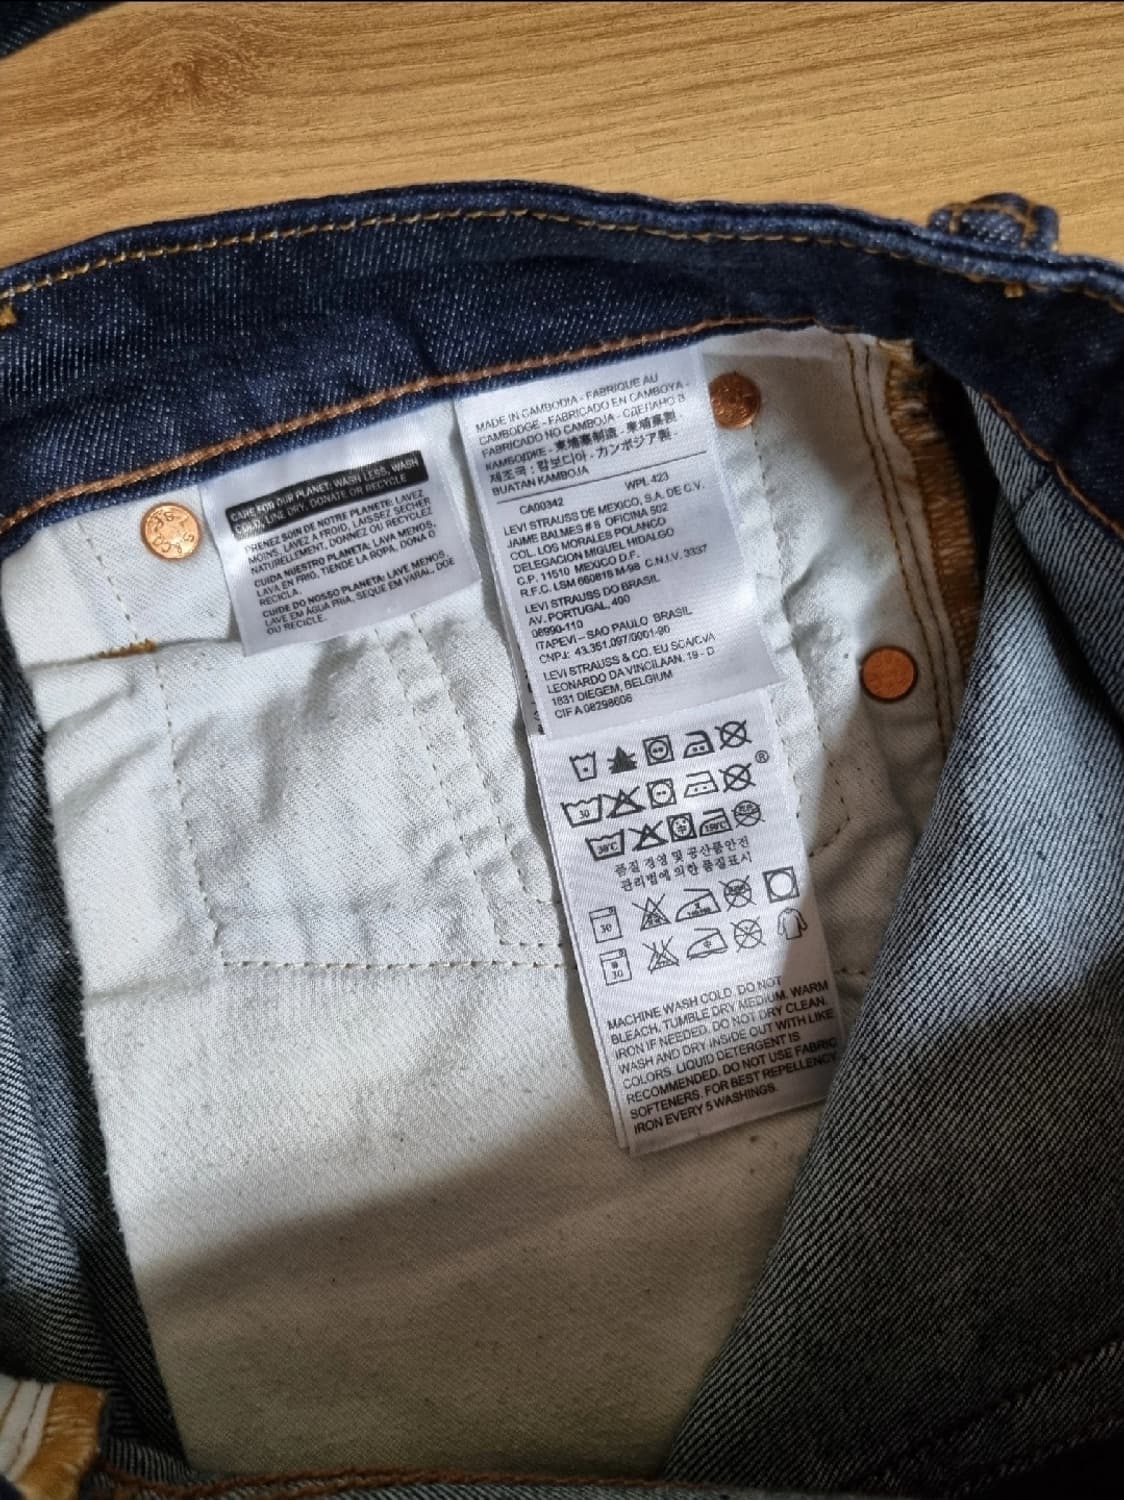 CARE FOR OUR PLANET: WASH LESS, WASH
COLD, LINE DRY, DONATE OR RECYCLE
PRENEZ SOIN DE NOTRE PLANETE: LAVEZ
MOINS, LAVEZ A FROID, LAISSEZ SECHER
NATURELLEMENT, DONNEZ OU RECYCLEZ
CUIDA NUESTRO PLANETA: LAVA MENOS,
LAVA EN FRIO, TIENDE LA ROPA, DONA O
RECICLA.
CUIDE DO NOSSO PLANETA: LAVE MENOS,
LAVE EM ÁGUA FRIA, SEQUE EM VARAL, DOE
OU RECICLE.
MADE IN CAMBODIA - FABRIQUE AU
CAMBODGE - FABRICADO EN CAMBOYA -
FABRICADO NO CAMBOJA - СДЕЛАНО В
КАМБОДЖЕ - 柬埔寨制造 - 柬埔寨製 -
제조국 : 캄보디아 - カンボジア製 -
BUATAN KAMBOJA
CA00342 WPL 423
LEVI STRAUSS DE MEXICO, S.A. DE C.V.
JAIME BALMES # 8 OFICINA 502
COL. LOS MORALES POLANCO
DELEGACION MIGUEL HIDALGO
C.P. 11510 MEXICO D.F.
R.F.C. LSM 660816 M-98 C.N.I.V. 3337
LEVI STRAUSS DO BRASIL
AV. PORTUGAL, 400
06690-110
ITAPEVI – SAO PAULO BRASIL
CNPJ: 43.351.097/0001-90
LEVI STRAUSS & CO. EU SCA/CVA
LEONARDO DA VINCILAAN, 19 - D
1831 DIEGEM, BELGIUM
CIF A 08298606
®
30
30℃
품질 경영 및 공산품안전
관리법에 의한 품질표시
30
30
MACHINE WASH COLD. DO NOT
BLEACH. TUMBLE DRY MEDIUM. WARM
IRON IF NEEDED. DO NOT DRY CLEAN.
WASH AND DRY INSIDE OUT WITH LIKE
COLORS. LIQUID DETERGENT IS
RECOMMENDED. DO NOT USE FABRIC
SOFTENERS. FOR BEST REPELLENCY
IRON EVERY 5 WASHINGS.